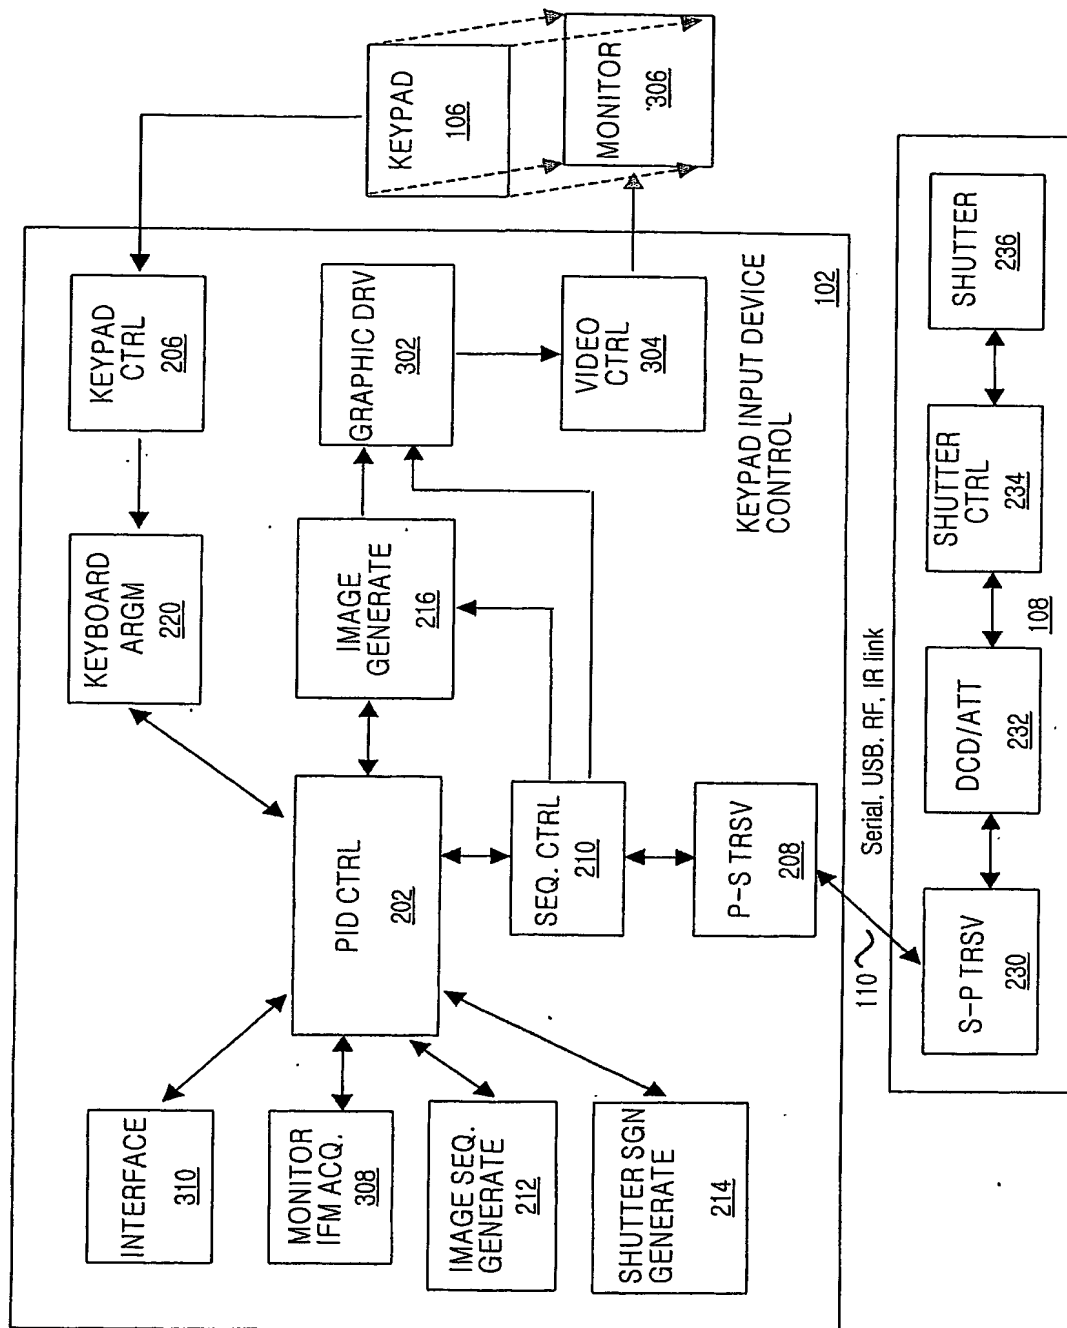 INTERFACE
310
MONITOR
IFM ACQ.
308
IMAGE SEQ.
GENERATE
212
SHUTTER SGN
GENERATE
214
PID CTRL
202
KEYBOARD
ARGM
220
KEYPAD
CTRL
206
IMAGE
GENERATE
216
GRAPHIC DRV
302
SEQ. CTRL
210
VIDEO
CTRL
304
P-S TRSV
208
KEYPAD INPUT DEVICE
CONTROL
102
KEYPAD
106
MONITOR
306
110
Serial, USB, RF, IR link
S-P TRSV
230
DCD/ATT
232
108
SHUTTER
CTRL
234
SHUTTER
236